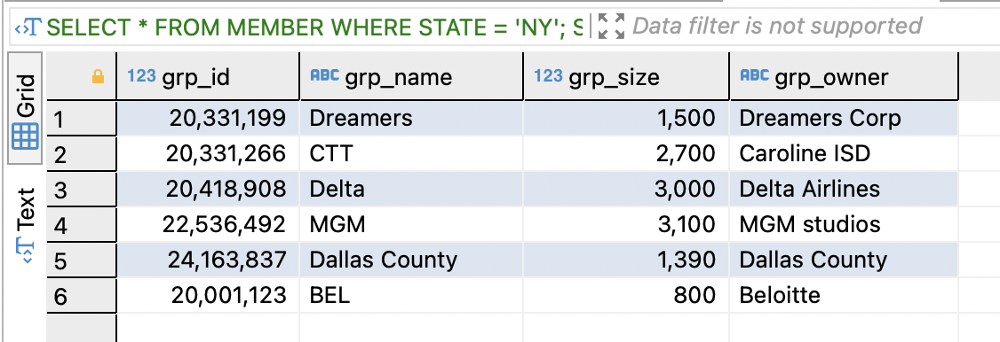 SELECT * FROM MEMBER WHERE STATE = 'NY'; S Data filter is not supported
Grid
Text
123 grp_id ABC grp_name 123 grp_size ABC grp_owner
1 20,331,199 Dreamers 1,500 Dreamers Corp
2 20,331,266 CTT 2,700 Caroline ISD
3 20,418,908 Delta 3,000 Delta Airlines
4 22,536,492 MGM 3,100 MGM studios
5 24,163,837 Dallas County 1,390 Dallas County
6 20,001,123 BEL 800 Beloitte